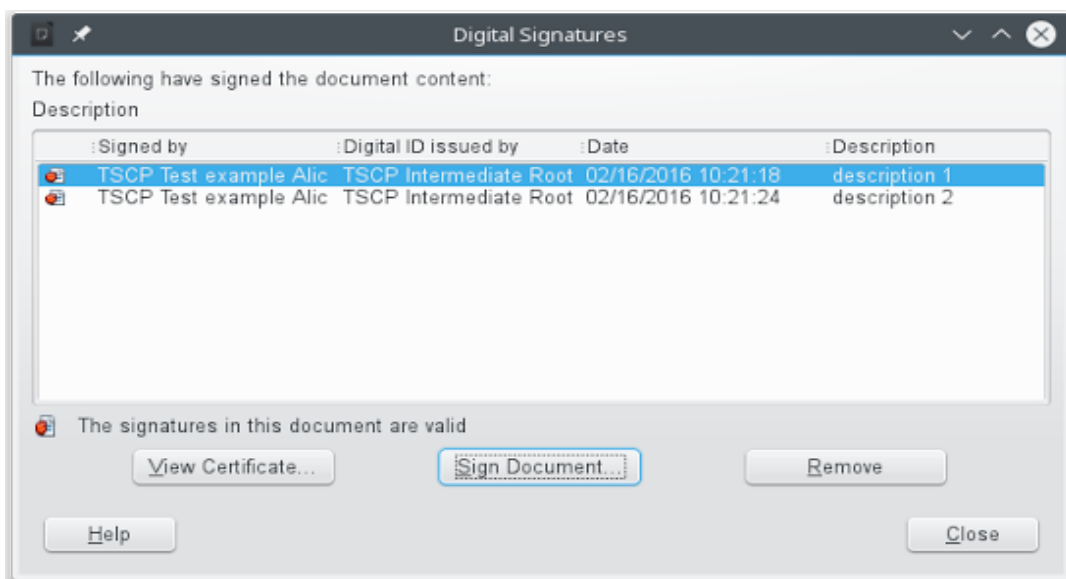 Digital Signatures
The following have signed the document content:
Description
Signed by Digital ID issued by Date Description
TSCP Test example Alic TSCP Intermediate Root 02/16/2016 10:21:18 description 1
TSCP Test example Alic TSCP Intermediate Root 02/16/2016 10:21:24 description 2
The signatures in this document are valid
View Certificate... Sign Document... Remove
Help Close